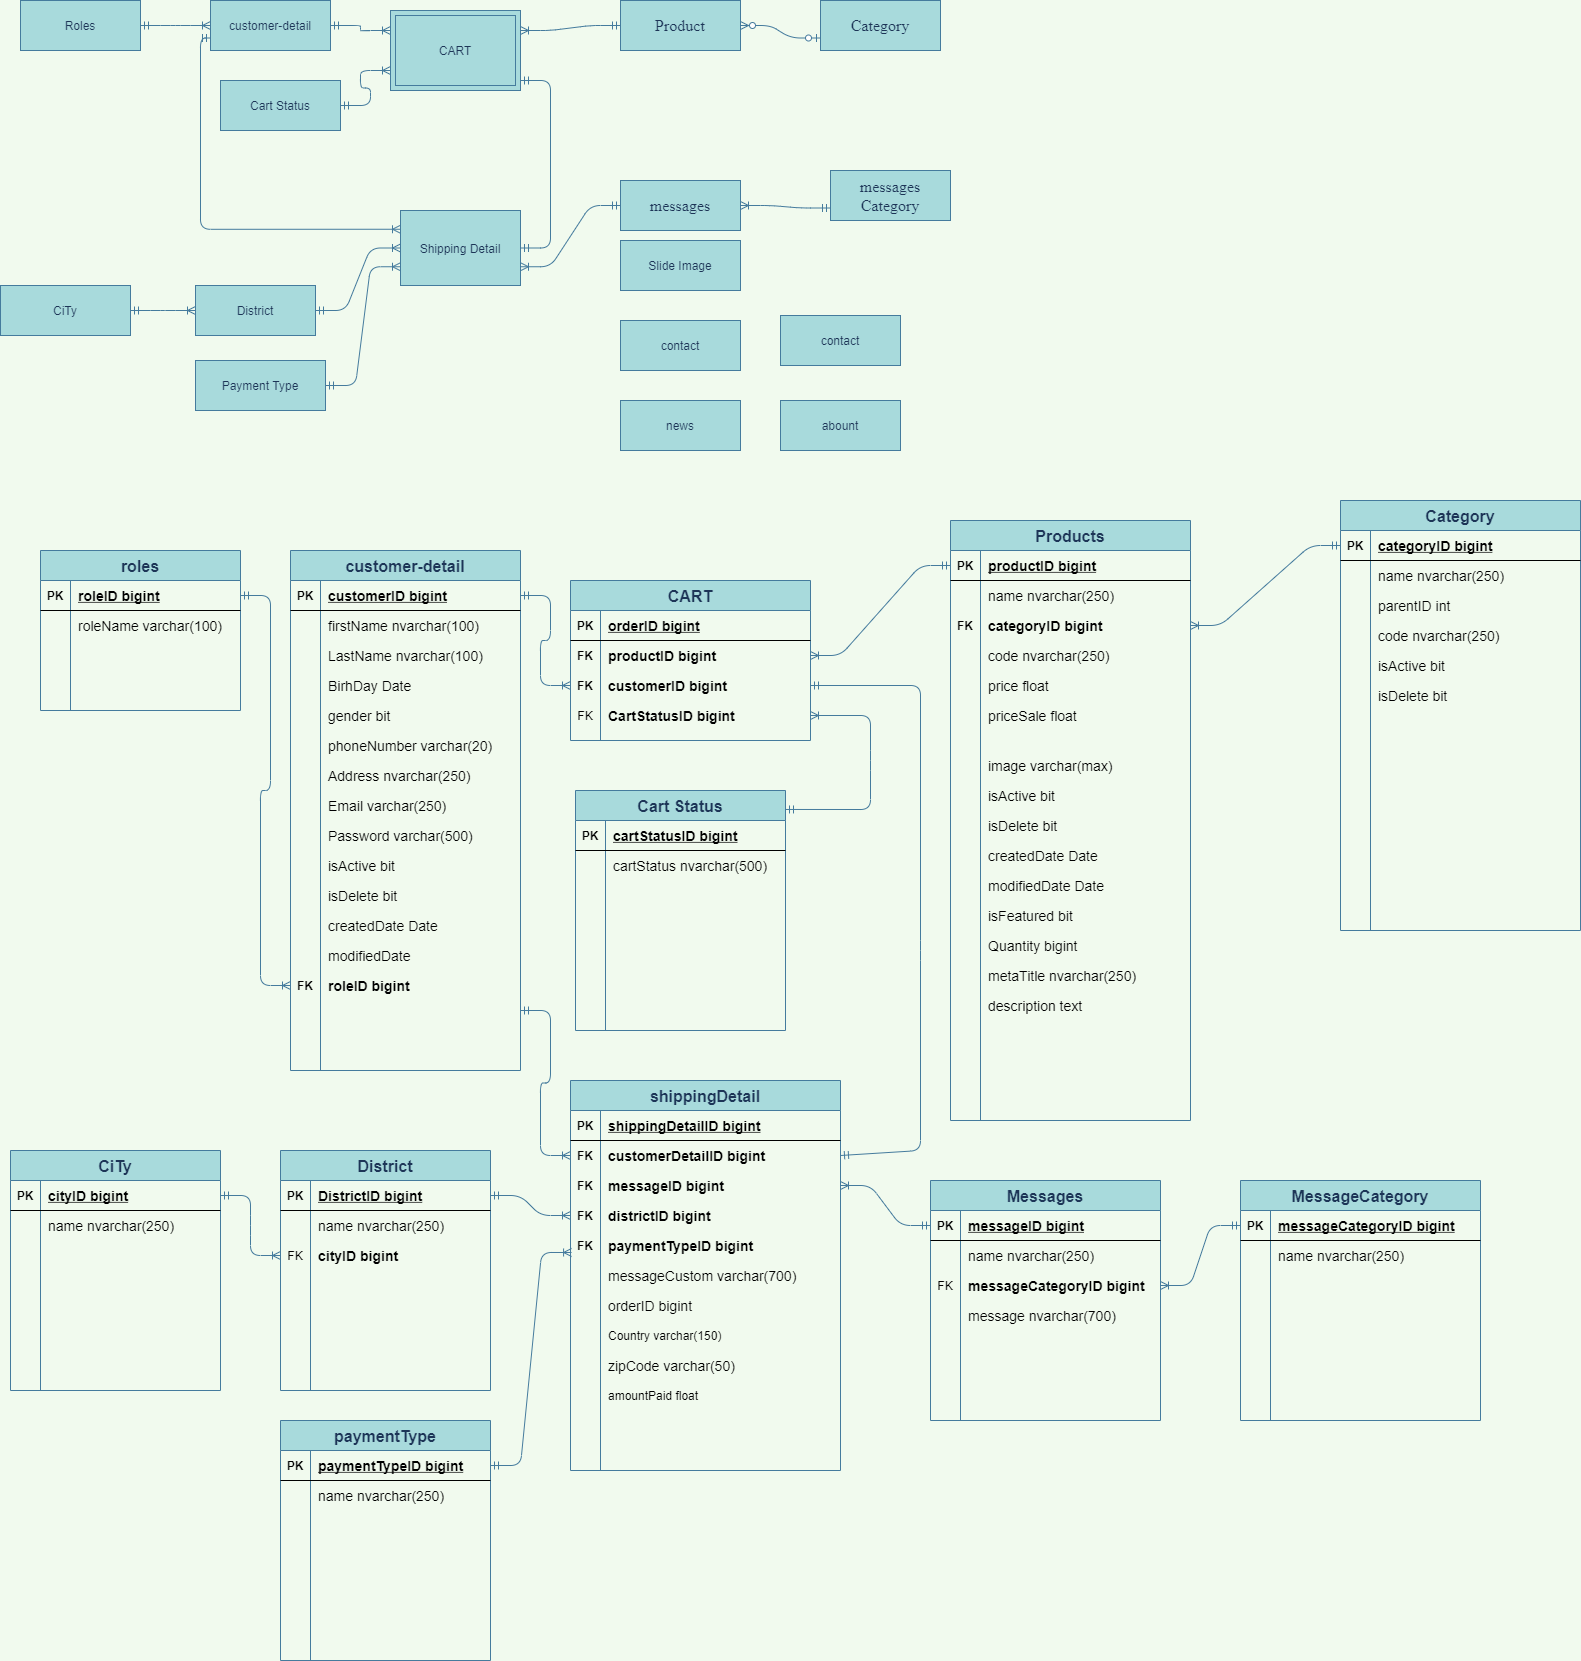 Roles
customer-detail
CART
Product
Category
Cart Status
messages
messages
Category
Shipping Detail
Slide Image
CiTy
District
contact
contact
Payment Type
news
abount
roles
PK roleID bigint
roleName varchar(100)
customer-detail
PK customerID bigint
firstName nvarchar(100)
LastName nvarchar(100)
BirhDay Date
gender bit
phoneNumber varchar(20)
Address nvarchar(250)
Email varchar(250)
Password varchar(500)
isActive bit
isDelete bit
createdDate Date
modifiedDate
FK roleID bigint
CART
PK orderID bigint
FK productID bigint
FK customerID bigint
FK CartStatusID bigint
Cart Status
PK cartStatusID bigint
cartStatus nvarchar(500)
Products
PK productID bigint
name nvarchar(250)
FK categoryID bigint
code nvarchar(250)
price float
priceSale float
image varchar(max)
isActive bit
isDelete bit
createdDate Date
modifiedDate Date
isFeatured bit
Quantity bigint
metaTitle nvarchar(250)
description text
Category
PK categoryID bigint
name nvarchar(250)
parentID int
code nvarchar(250)
isActive bit
isDelete bit
CiTy
PK cityID bigint
name nvarchar(250)
District
PK DistrictID bigint
name nvarchar(250)
FK cityID bigint
shippingDetail
PK shippingDetailID bigint
FK customerDetailID bigint
FK messageID bigint
FK districtID bigint
FK paymentTypeID bigint
messageCustom varchar(700)
orderID bigint
Country varchar(150)
zipCode varchar(50)
amountPaid float
Messages
PK messageID bigint
name nvarchar(250)
FK messageCategoryID bigint
message nvarchar(700)
MessageCategory
PK messageCategoryID bigint
name nvarchar(250)
paymentType
PK paymentTypeID bigint
name nvarchar(250)